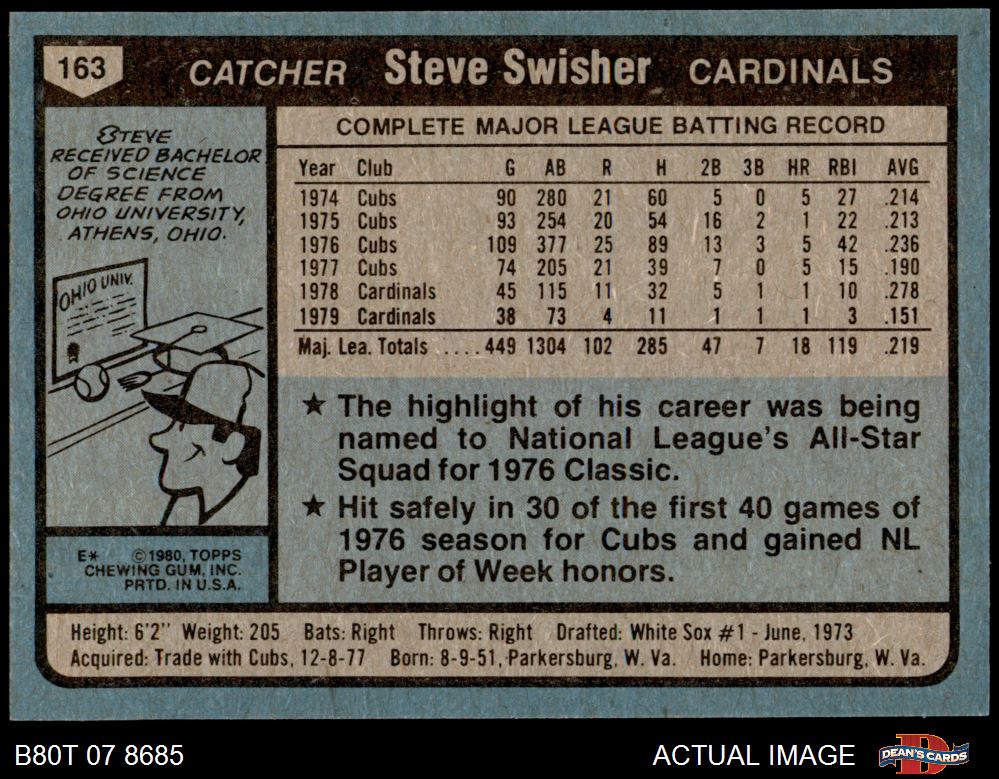 163 CATCHER Steve Swisher CARDINALS
STEVE
RECEIVED BACHELOR
OF SCIENCE
DEGREE FROM
OHIO UNIVERSITY,
ATHENS, OHIO.
OHIO UNIV.
E* ©1980, TOPPS
CHEWING GUM, INC.
PRTD. IN U.S.A.
COMPLETE MAJOR LEAGUE BATTING RECORD
Year Club G AB R H 2B 3B HR RBI AVG
1974 Cubs 90 280 21 60 5 0 5 27 .214
1975 Cubs 93 254 20 54 16 2 1 22 .213
1976 Cubs 109 377 25 89 13 3 5 42 .236
1977 Cubs 74 205 21 39 7 0 5 15 .190
1978 Cardinals 45 115 11 32 5 1 1 10 .278
1979 Cardinals 38 73 4 11 1 1 1 3 .151
Maj. Lea. Totals ....449 1304 102 285 47 7 18 119 .219
★ The highlight of his career was being
named to National League's All-Star
Squad for 1976 Classic.
★ Hit safely in 30 of the first 40 games of
1976 season for Cubs and gained NL
Player of Week honors.
Height: 6'2" Weight: 205 Bats: Right Throws: Right Drafted: White Sox #1 - June, 1973
Acquired: Trade with Cubs, 12-8-77 Born: 8-9-51, Parkersburg, W. Va. Home: Parkersburg, W. Va.
B80T 07 8685 ACTUAL IMAGE DEAN'S CARDS